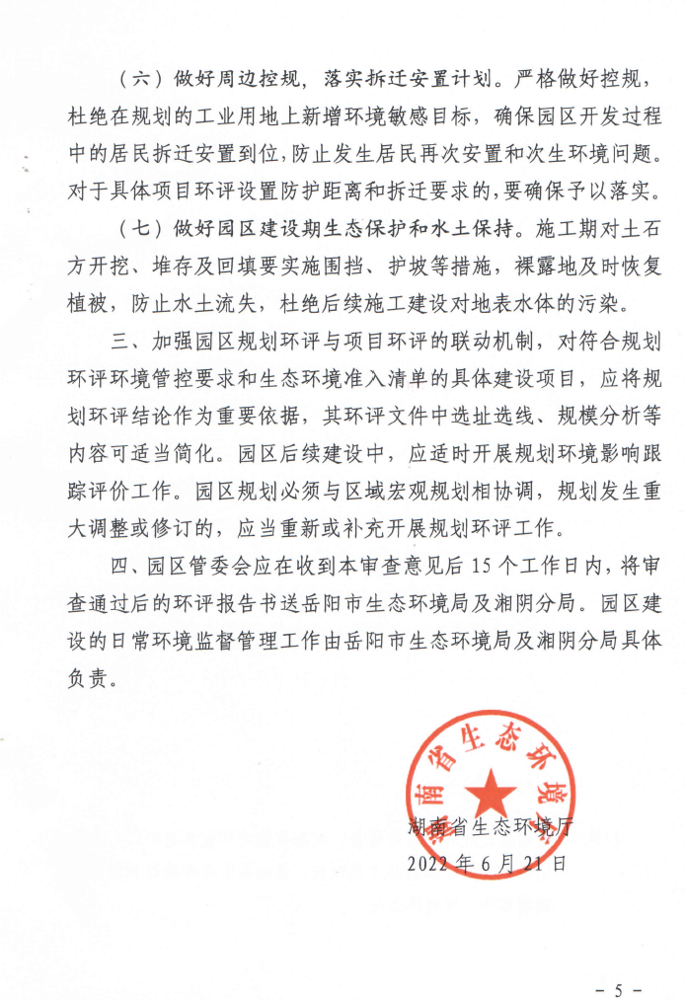 （六）做好周边控规，落实拆迁安置计划。严格做好控规，
杜绝在规划的工业用地上新增环境敏感目标，确保园区开发过程
中的居民拆迁安置到位，防止发生居民再次安置和次生环境问题。
对于具体项目环评设置防护距离和拆迁要求的，要确保予以落实。
（七）做好园区建设期生态保护和水土保持。施工期对土石
方开挖、堆存及回填要实施围挡、护坡等措施，裸露地及时恢复
植被，防止水土流失，杜绝后续施工建设对地表水体的污染。
三、加强园区规划环评与项目环评的联动机制，对符合规划
环评环境管控要求和生态环境准入清单的具体建设项目，应将规
划环评结论作为重要依据，其环评文件中选址选线、规模分析等
内容可适当简化。园区后续建设中，应适时开展规划环境影响跟
踪评价工作。园区规划必须与区域宏观规划相协调，规划发生重
大调整或修订的，应当重新或补充开展规划环评工作。
四、园区管委会应在收到本审查意见后 15 个工作日内，将审
查通过后的环评报告书送岳阳市生态环境局及湘阴分局。园区建
设的日常环境监督管理工作由岳阳市生态环境局及湘阴分局具体
负责。
湖南省生态环境厅
湖南省生态环境厅
2022 年 6 月 21 日
- 5 -